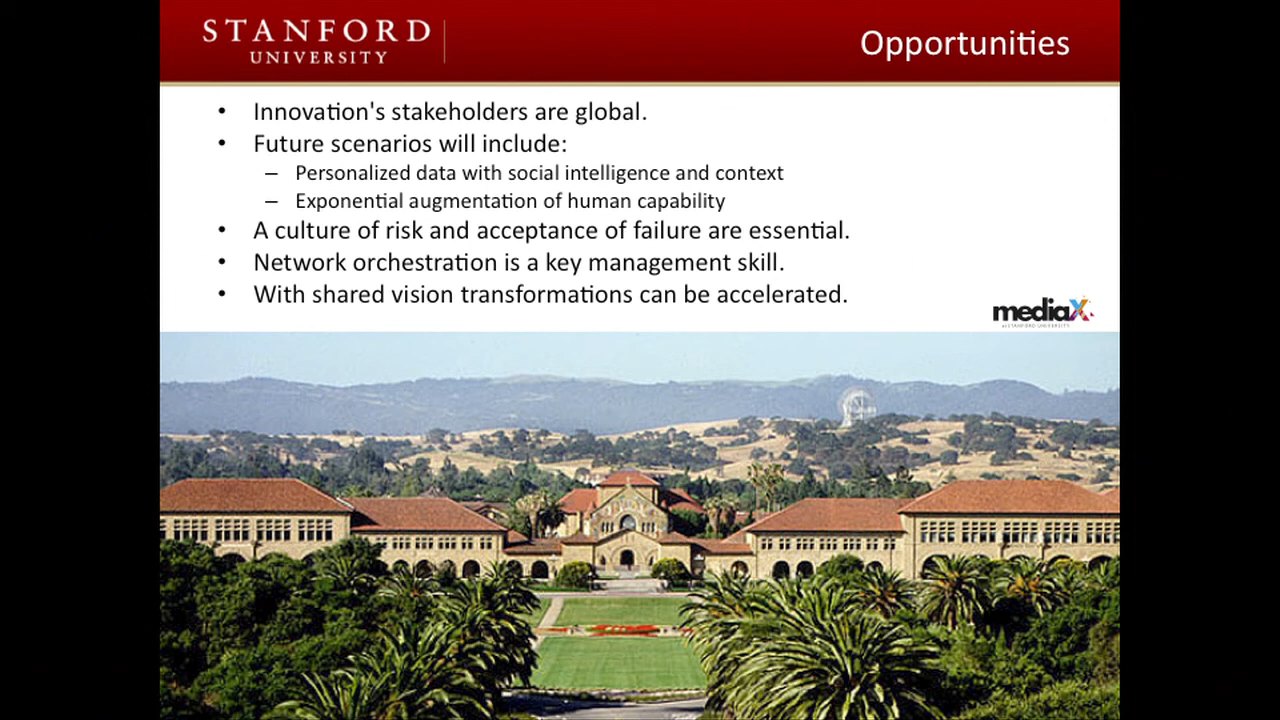 STANFORD
UNIVERSITY
Opportunities
• Innovation's stakeholders are global.
• Future scenarios will include:
– Personalized data with social intelligence and context
– Exponential augmentation of human capability
• A culture of risk and acceptance of failure are essential.
• Network orchestration is a key management skill.
• With shared vision transformations can be accelerated.
mediaX
at STANFORD UNIVERSITY